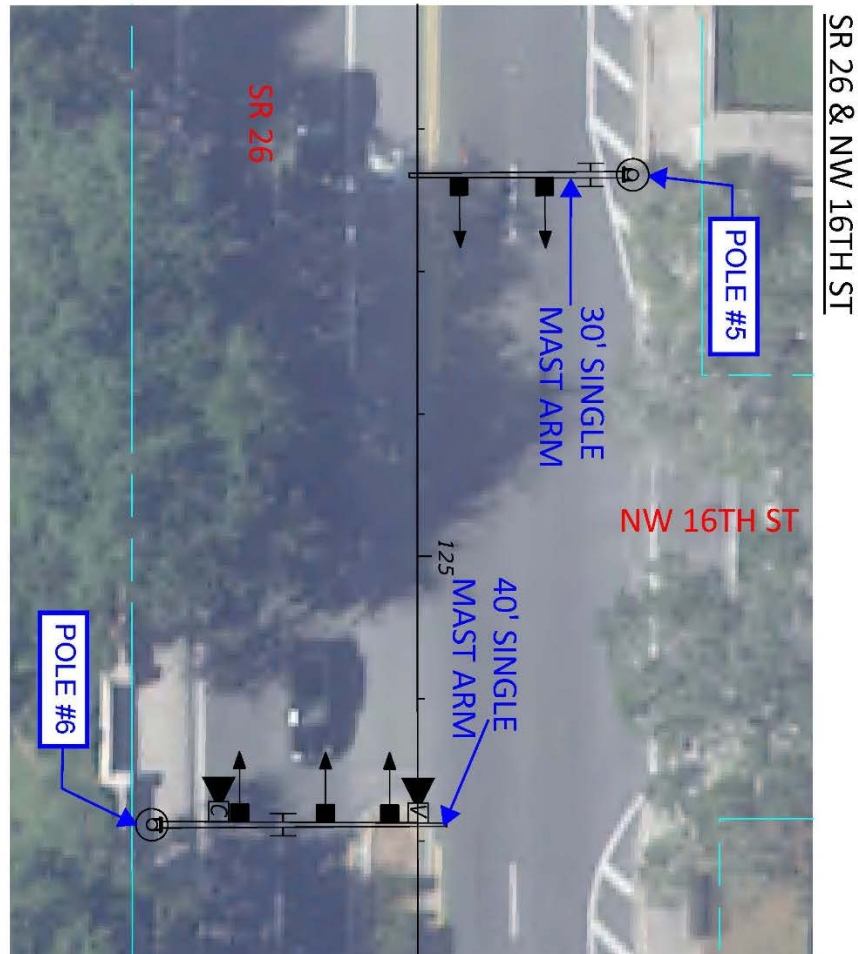 SR 26 & NW 16TH ST
POLE #5
30' SINGLE
MAST ARM
SR 26
NW 16TH ST
125
40' SINGLE
MAST ARM
POLE #6
C
V